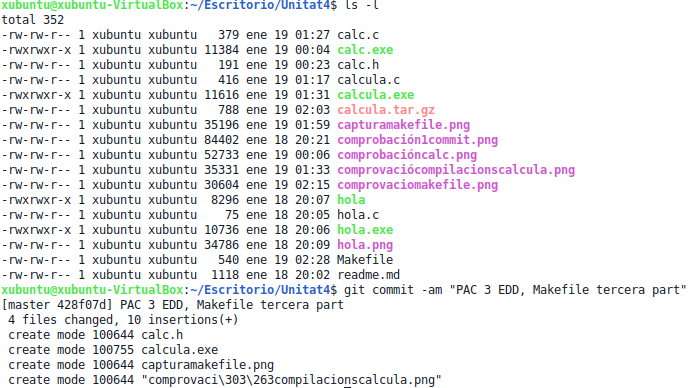 xubuntu@xubuntu-VirtualBox:~/Escritorio/Unitat4$ ls -l
total 352
-rw-rw-r-- 1 xubuntu xubuntu   379 ene 19 01:27 calc.c
-rwxrwxr-x 1 xubuntu xubuntu 11384 ene 19 00:04 calc.exe
-rw-rw-r-- 1 xubuntu xubuntu   191 ene 19 00:23 calc.h
-rw-rw-r-- 1 xubuntu xubuntu   416 ene 19 01:17 calcula.c
-rwxrwxr-x 1 xubuntu xubuntu 11616 ene 19 01:31 calcula.exe
-rw-rw-r-- 1 xubuntu xubuntu   788 ene 19 02:03 calcula.tar.gz
-rw-rw-r-- 1 xubuntu xubuntu 35196 ene 19 01:59 capturamakefile.png
-rw-rw-r-- 1 xubuntu xubuntu 84402 ene 18 20:21 comprobación1commit.png
-rw-rw-r-- 1 xubuntu xubuntu 52733 ene 19 00:06 comprobacióncalc.png
-rw-rw-r-- 1 xubuntu xubuntu 35331 ene 19 01:33 comprovaciócompilacionscalcula.png
-rw-rw-r-- 1 xubuntu xubuntu 30604 ene 19 02:15 comprovaciomakefile.png
-rwxrwxr-x 1 xubuntu xubuntu  8296 ene 18 20:07 hola
-rw-rw-r-- 1 xubuntu xubuntu    75 ene 18 20:05 hola.c
-rwxrwxr-x 1 xubuntu xubuntu 10736 ene 18 20:06 hola.exe
-rw-rw-r-- 1 xubuntu xubuntu 34786 ene 18 20:09 hola.png
-rw-rw-r-- 1 xubuntu xubuntu   540 ene 19 02:28 Makefile
-rw-rw-r-- 1 xubuntu xubuntu  1118 ene 18 20:02 readme.md
xubuntu@xubuntu-VirtualBox:~/Escritorio/Unitat4$ git commit -am "PAC 3 EDD, Makefile tercera part"
[master 428f07d] PAC 3 EDD, Makefile tercera part
 4 files changed, 10 insertions(+)
 create mode 100644 calc.h
 create mode 100755 calcula.exe
 create mode 100644 capturamakefile.png
 create mode 100644 "comprovaci\303\263compilacionscalcula.png"